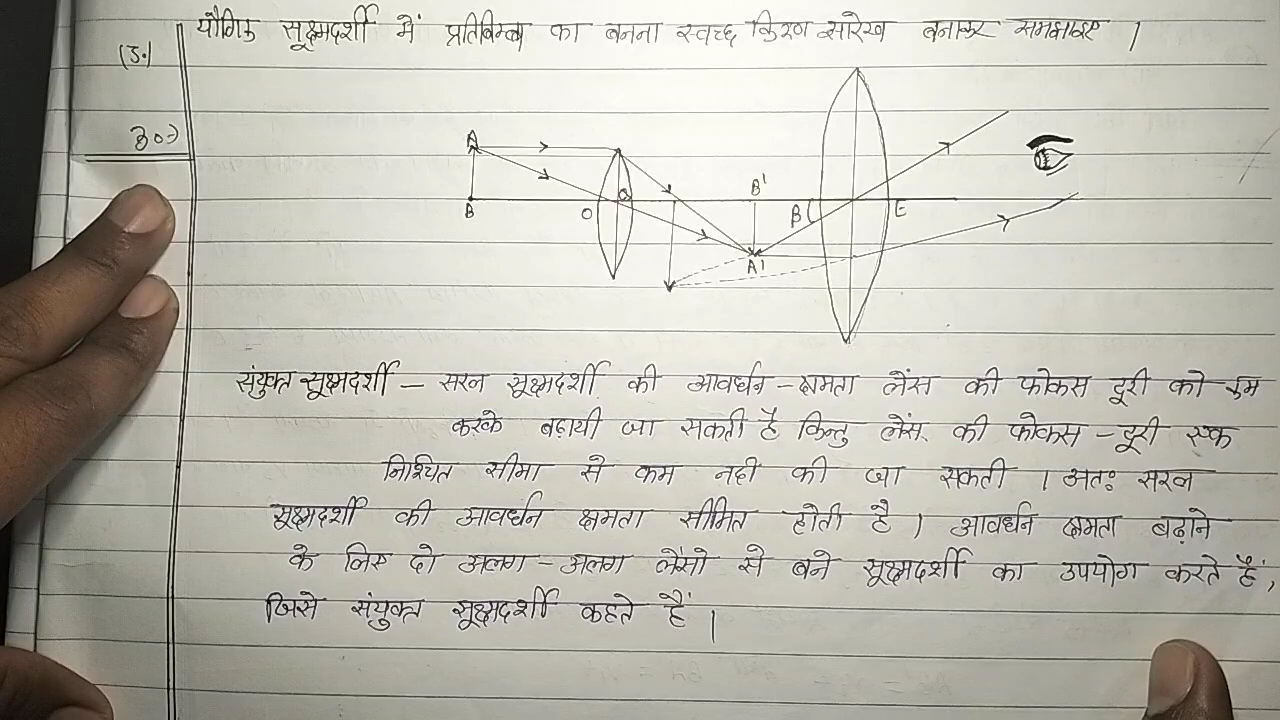 यौगिक सूक्ष्मदर्शी में प्रतिबिम्ब का बनना स्वच्छ किरण आरेख बनाकर समझाइए ।
(5.)
उ०→
A
B
O
B'
A'
B
E
संयुक्त सूक्ष्मदर्शी – सरल सूक्ष्मदर्शी की आवर्धन – क्षमता लेंस की फोकस दूरी को कम
करके बढ़ायी जा सकती है किन्तु लेंस की फोकस – दूरी एक
निश्चित सीमा से कम नही की जा सकती । अतः सरल
सूक्ष्मदर्शी की आवर्धन क्षमता सीमित होती है । आवर्धन क्षमता बढ़ाने
के लिए दो अलग – अलग लेंसो से बने सूक्ष्मदर्शी का उपयोग करते हैं,
जिसे संयुक्त सूक्ष्मदर्शी कहते हैं ।